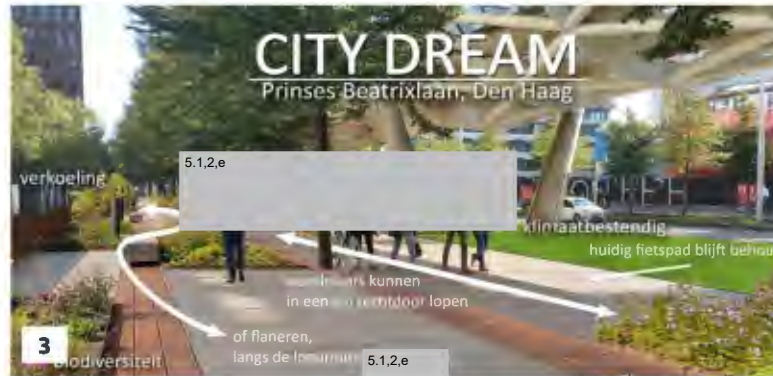 CITY DREAM
Prinses Beatrixlaan, Den Haag
5.1,2,e
verkoeling
klimaatbestendig
huidig fietspad blijft behou
kunnen
in een rechtdoor lopen
of flaneren,
langs de
5.1,2,e
3
biodiversiteit